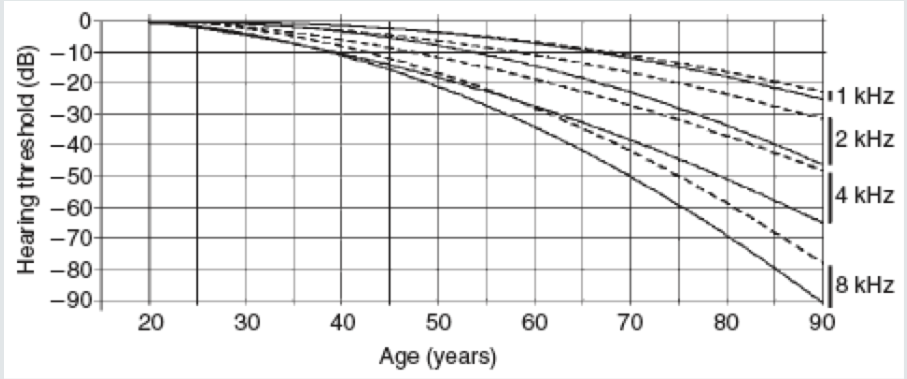 Hearing threshold (dB)
0
−10
−20
−30
−40
−50
−60
−70
−80
−90
1 kHz
2 kHz
4 kHz
8 kHz
20 30 40 50 60 70 80 90
Age (years)